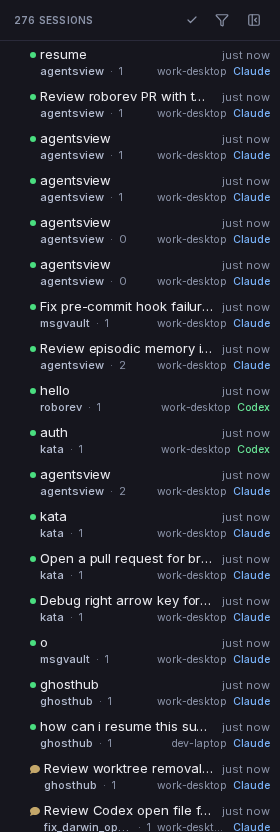 276 SESSIONS
resume just now
agentsview · 1 work-desktop Claude
Review roborev PR with t... just now
agentsview · 1 work-desktop Claude
agentsview just now
agentsview · 1 work-desktop Claude
agentsview just now
agentsview · 1 work-desktop Claude
agentsview just now
agentsview · 0 work-desktop Claude
agentsview just now
agentsview · 0 work-desktop Claude
Fix pre-commit hook failur... just now
msgvault · 1 work-desktop Claude
Review episodic memory i... just now
agentsview · 2 work-desktop Claude
hello just now
roborev · 1 work-desktop Codex
auth just now
kata · 1 work-desktop Codex
agentsview just now
agentsview · 2 work-desktop Claude
kata just now
kata · 1 work-desktop Claude
Open a pull request for br... just now
kata · 1 work-desktop Claude
Debug right arrow key for... just now
kata · 1 work-desktop Claude
o just now
msgvault · 1 work-desktop Claude
ghosthub just now
ghosthub · 1 work-desktop Claude
how can i resume this su... just now
ghosthub · 1 dev-laptop Claude
Review worktree removal... just now
ghosthub · 1 work-desktop Claude
Review Codex open file f... just now
fix_darwin_op... · 1 work-deskt... Claude